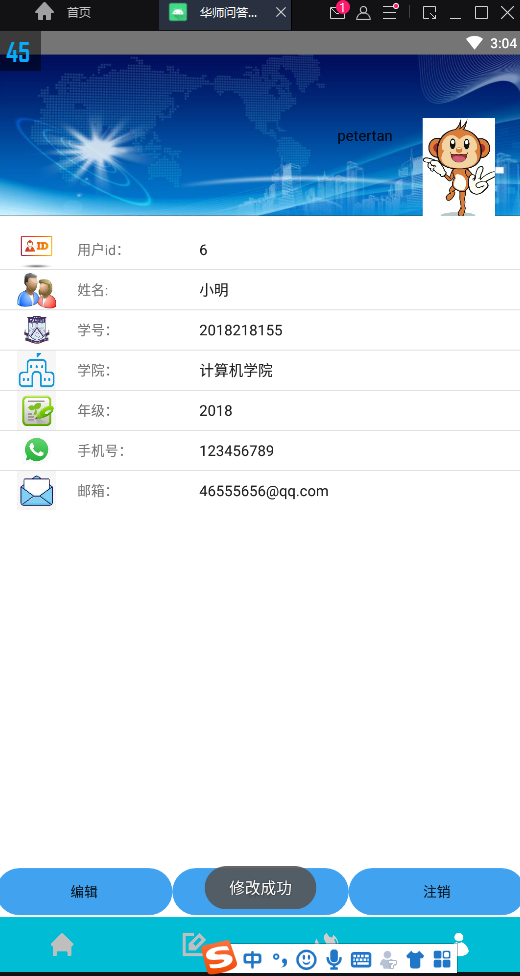 首页
华师问答...
1
45
3:04
petertan
ID
用户id：
6
姓名:
小明
学号：
2018218155
学院：
计算机学院
年级：
2018
手机号：
123456789
邮箱：
46555656@qq.com
编辑
修改成功
注销
S
中